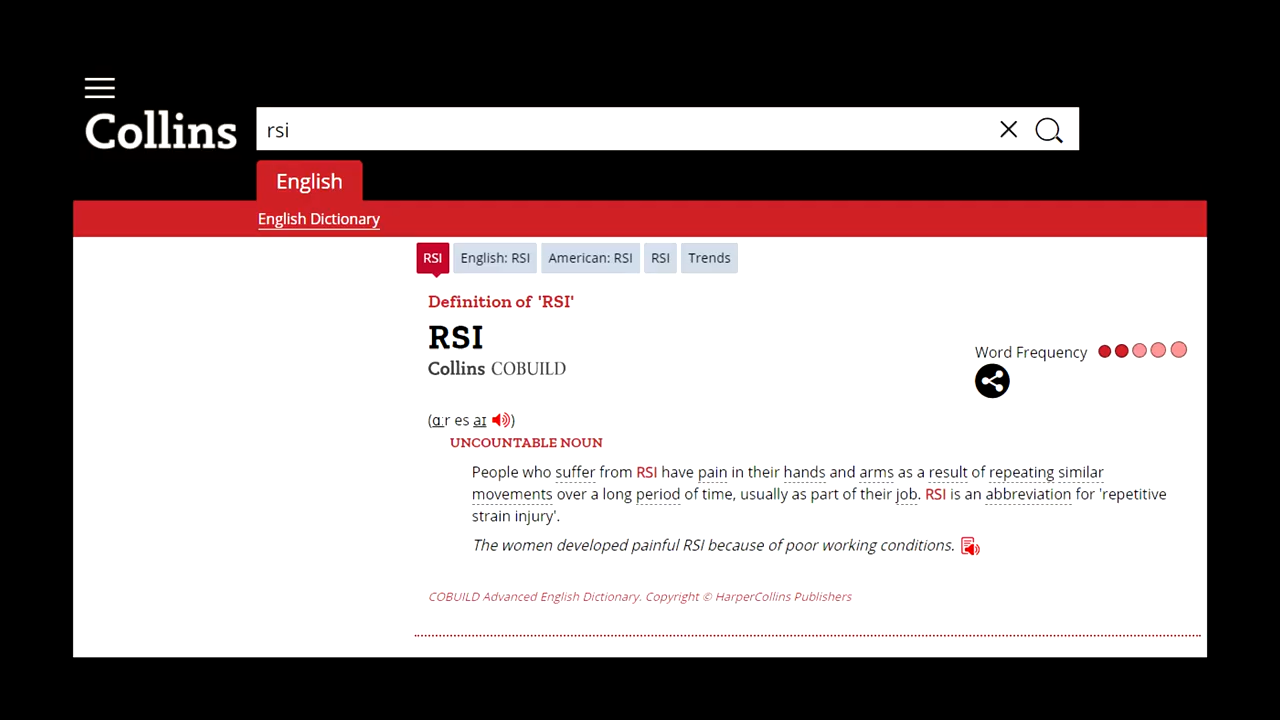 Collins
rsi
English
English Dictionary
RSI English: RSI American: RSI RSI Trends
Definition of 'RSI'
RSI
Collins COBUILD
Word Frequency
(ɑːr es aɪ )
UNCOUNTABLE NOUN
People who suffer from RSI have pain in their hands and arms as a result of repeating similar
movements over a long period of time, usually as part of their job. RSI is an abbreviation for 'repetitive
strain injury'.
The women developed painful RSI because of poor working conditions.
COBUILD Advanced English Dictionary. Copyright © HarperCollins Publishers